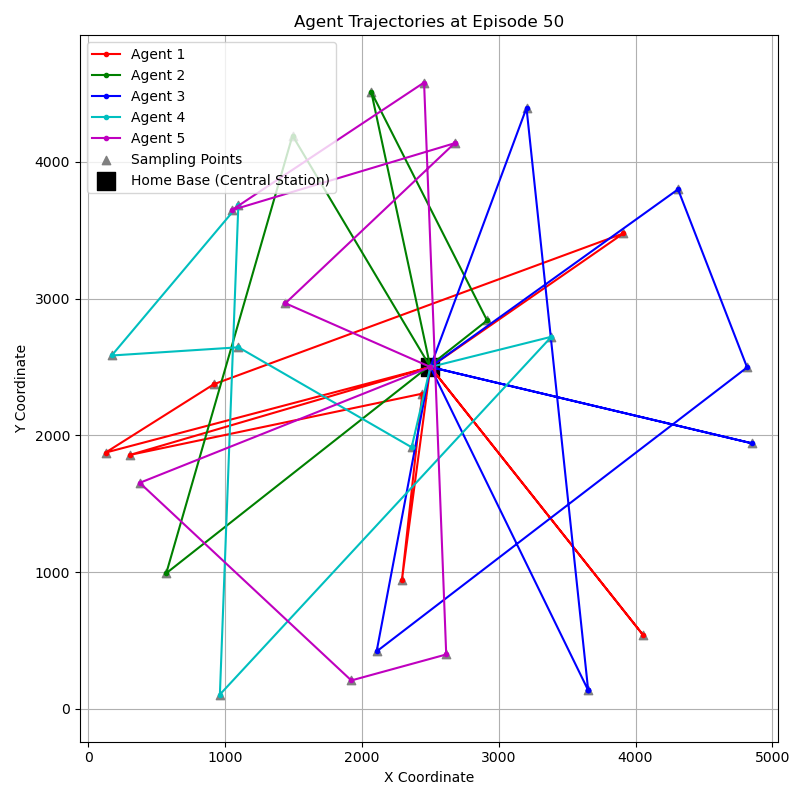 Agent Trajectories at Episode 50
Agent 1
Agent 2
Agent 3
Agent 4
Agent 5
Sampling Points
Home Base (Central Station)
Y Coordinate
4000
3000
2000
1000
0
0 1000 2000 3000 4000 5000
X Coordinate